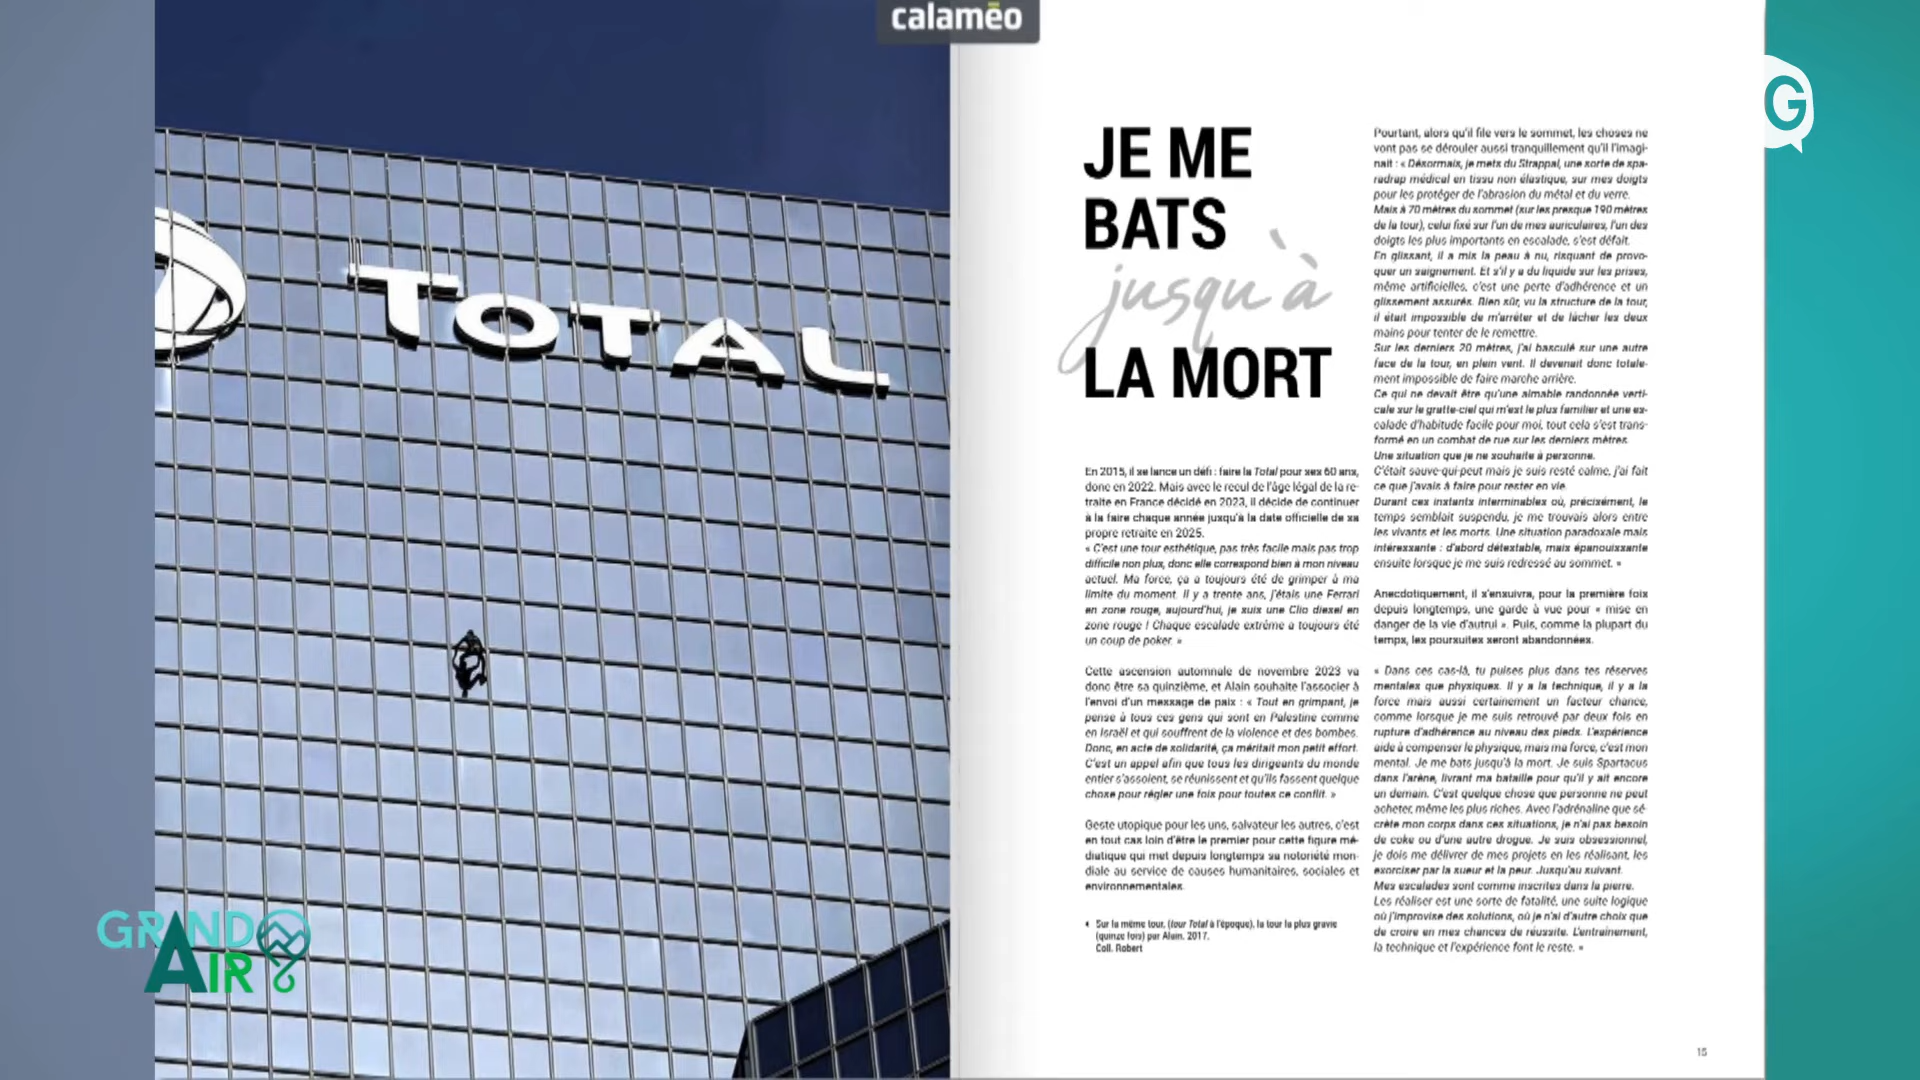 calamēo
G
TOTAL
JE ME
BATS
jusqu'à
LA MORT
En 2015, il se lance un défi : faire la Total pour ses 60 ans,
donc en 2022. Mais avec le recul de l'âge légal de la re-
traite en France décidé en 2023, il décide de continuer
à la faire chaque année jusqu'à la date officielle de sa
propre retraite en 2025.
« C'est une tour esthétique, pas très facile mais pas trop
difficile non plus, donc elle correspond bien à mon niveau
actuel. Ma force, ça a toujours été de grimper à ma
limite du moment. Il y a trente ans, j'étais une Ferrari
en zone rouge, aujourd'hui, je suis une Clio diesel en
zone rouge ! Chaque escalade extrême a toujours été
un coup de poker. »
Cette ascension automnale de novembre 2023 va
donc être sa quinzième, et Alain souhaite l'associer à
l'envoi d'un message de paix : « Tout en grimpant, je
pense à tous ces gens qui sont en Palestine comme
en Israël et qui souffrent de la violence et des bombes.
Donc, en acte de solidarité, ça méritait mon petit effort.
C'est un appel afin que tous les dirigeants du monde
entier s'assoient, se réunissent et qu'ils fassent quelque
chose pour régler une fois pour toutes ce conflit. »
Geste utopique pour les uns, salvateur les autres, c'est
en tout cas loin d'être le premier pour cette figure mé-
diatique qui met depuis longtemps sa notoriété mon-
diale au service de causes humanitaires, sociales et
environnementales.
Sur la même tour, (tour Total à l'époque), la tour la plus gravie
(quinze fois) par Alain. 2017.
Coll. Robert
Pourtant, alors qu'il file vers le sommet, les choses ne
vont pas se dérouler aussi tranquillement qu'il l'imagi-
nait : « Désormais, je mets du Strappal, une sorte de spa-
radrap médical en tissu non élastique, sur mes doigts
pour les protéger de l'abrasion du métal et du verre.
Mais à 70 mètres du sommet (sur les presque 190 mètres
de la tour), celui fixé sur l'un de mes auriculaires, l'un des
doigts les plus importants en escalade, s'est défait.
En glissant, il a mis la peau à nu, risquant de provo-
quer un saignement. Et s'il y a du liquide sur les prises,
même artificielles, c'est une perte d'adhérence et un
glissement assurés. Bien sûr, vu la structure de la tour,
il était impossible de m'arrêter et de lâcher les deux
mains pour tenter de le remettre.
Sur les derniers 20 mètres, j'ai basculé sur une autre
face de la tour, en plein vent. Il devenait donc totale-
ment impossible de faire marche arrière.
Ce qui ne devait être qu'une aimable randonnée verti-
cale sur le gratte-ciel qui m'est le plus familier et une es-
calade d'habitude facile pour moi, tout cela s'est trans-
formé en un combat de rue sur les derniers mètres.
Une situation que je ne souhaite à personne.
C'était sauve-qui-peut mais je suis resté calme, j'ai fait
ce que j'avais à faire pour rester en vie.
Durant ces instants interminables où, précisément, le
temps semblait suspendu, je me trouvais alors entre
les vivants et les morts. Une situation paradoxale mais
intéressante : d'abord détestable, mais épanouissante
ensuite lorsque je me suis redressé au sommet. »
Anecdotiquement, il s'ensuivra, pour la première fois
depuis longtemps, une garde à vue pour « mise en
danger de la vie d'autrui ». Puis, comme la plupart du
temps, les poursuites seront abandonnées.
« Dans ces cas-là, tu puises plus dans tes réserves
mentales que physiques. Il y a la technique, il y a la
force mais aussi certainement un facteur chance,
comme lorsque je me suis retrouvé par deux fois en
rupture d'adhérence au niveau des pieds. L'expérience
aide à compenser le physique, mais ma force, c'est mon
mental. Je me bats jusqu'à la mort. Je suis Spartacus
dans l'arène, livrant ma bataille pour qu'il y ait encore
un demain. C'est quelque chose que personne ne peut
acheter, même les plus riches. Avec l'adrénaline que sé-
crète mon corps dans ces situations, je n'ai pas besoin
de coke ou d'une autre drogue. Je suis obsessionnel,
je dois me délivrer de mes projets en les réalisant, les
exorciser par la sueur et la peur. Jusqu'au suivant.
Mes escalades sont comme inscrites dans la pierre.
Les réaliser est une sorte de fatalité, une suite logique
où j'improvise des solutions, où je n'ai d'autre choix que
de croire en mes chances de réussite. L'entraînement,
la technique et l'expérience font le reste. »
15
GRAND
AIR